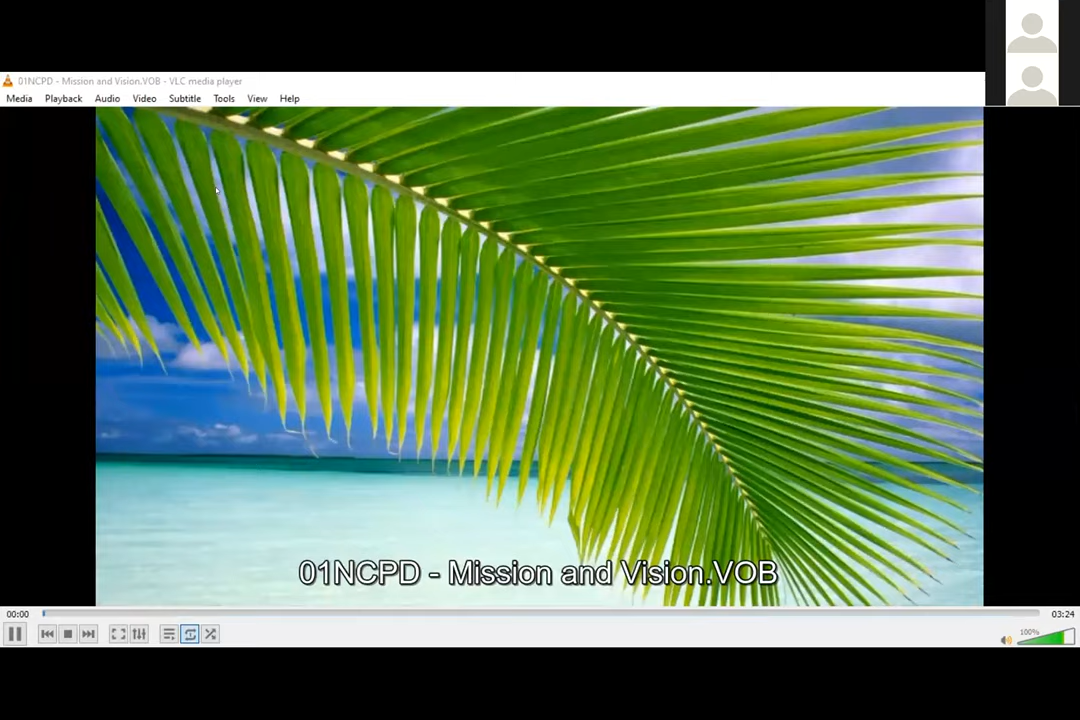 01NCPD - Mission and Vision.VOB - VLC media player
Media Playback Audio Video Subtitle Tools View Help
01NCPD - Mission and Vision.VOB
00:00
03:24
100%